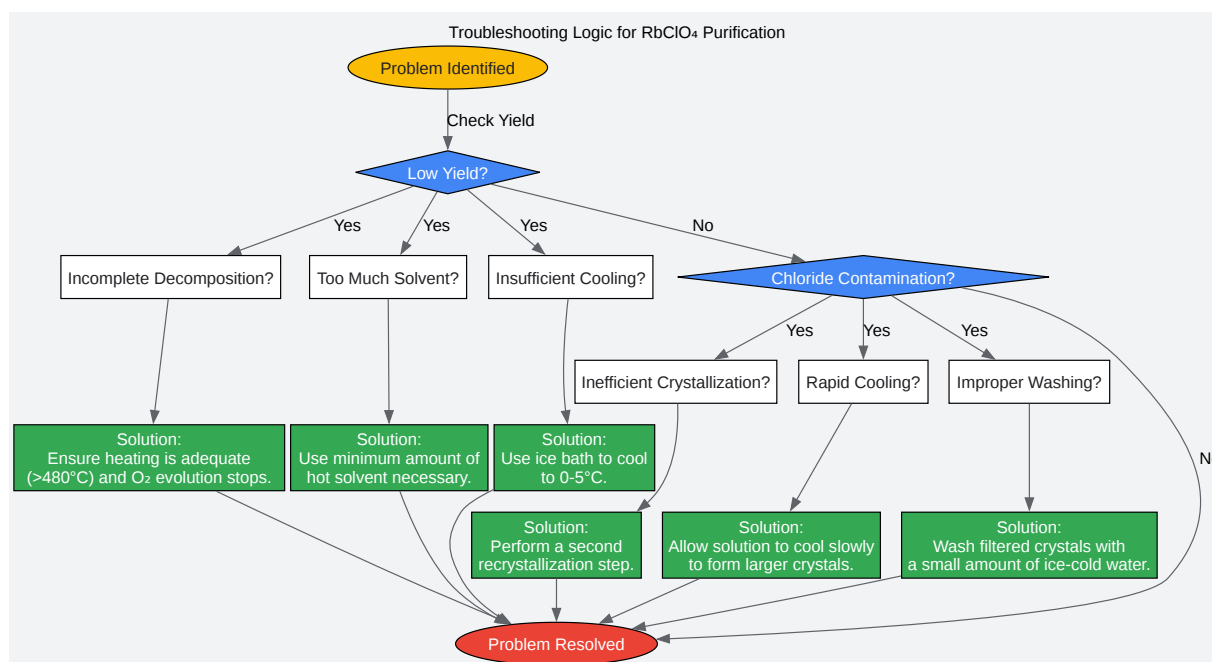 Troubleshooting Logic for RbClO₄ Purification
Problem Identified
Check Yield
Low Yield?
Yes
Yes
Yes
No
Incomplete Decomposition?
Too Much Solvent?
Insufficient Cooling?
Chloride Contamination?
Yes
Yes
Yes
Inefficient Crystallization?
Rapid Cooling?
Improper Washing?
Solution:
Ensure heating is adequate
(>480°C) and O₂ evolution stops.
Solution:
Use minimum amount of
hot solvent necessary.
Solution:
Use ice bath to cool
to 0-5°C.
N
Solution:
Perform a second
recrystallization step.
Solution:
Allow solution to cool slowly
to form larger crystals.
Solution:
Wash filtered crystals with
a small amount of ice-cold water.
Problem Resolved